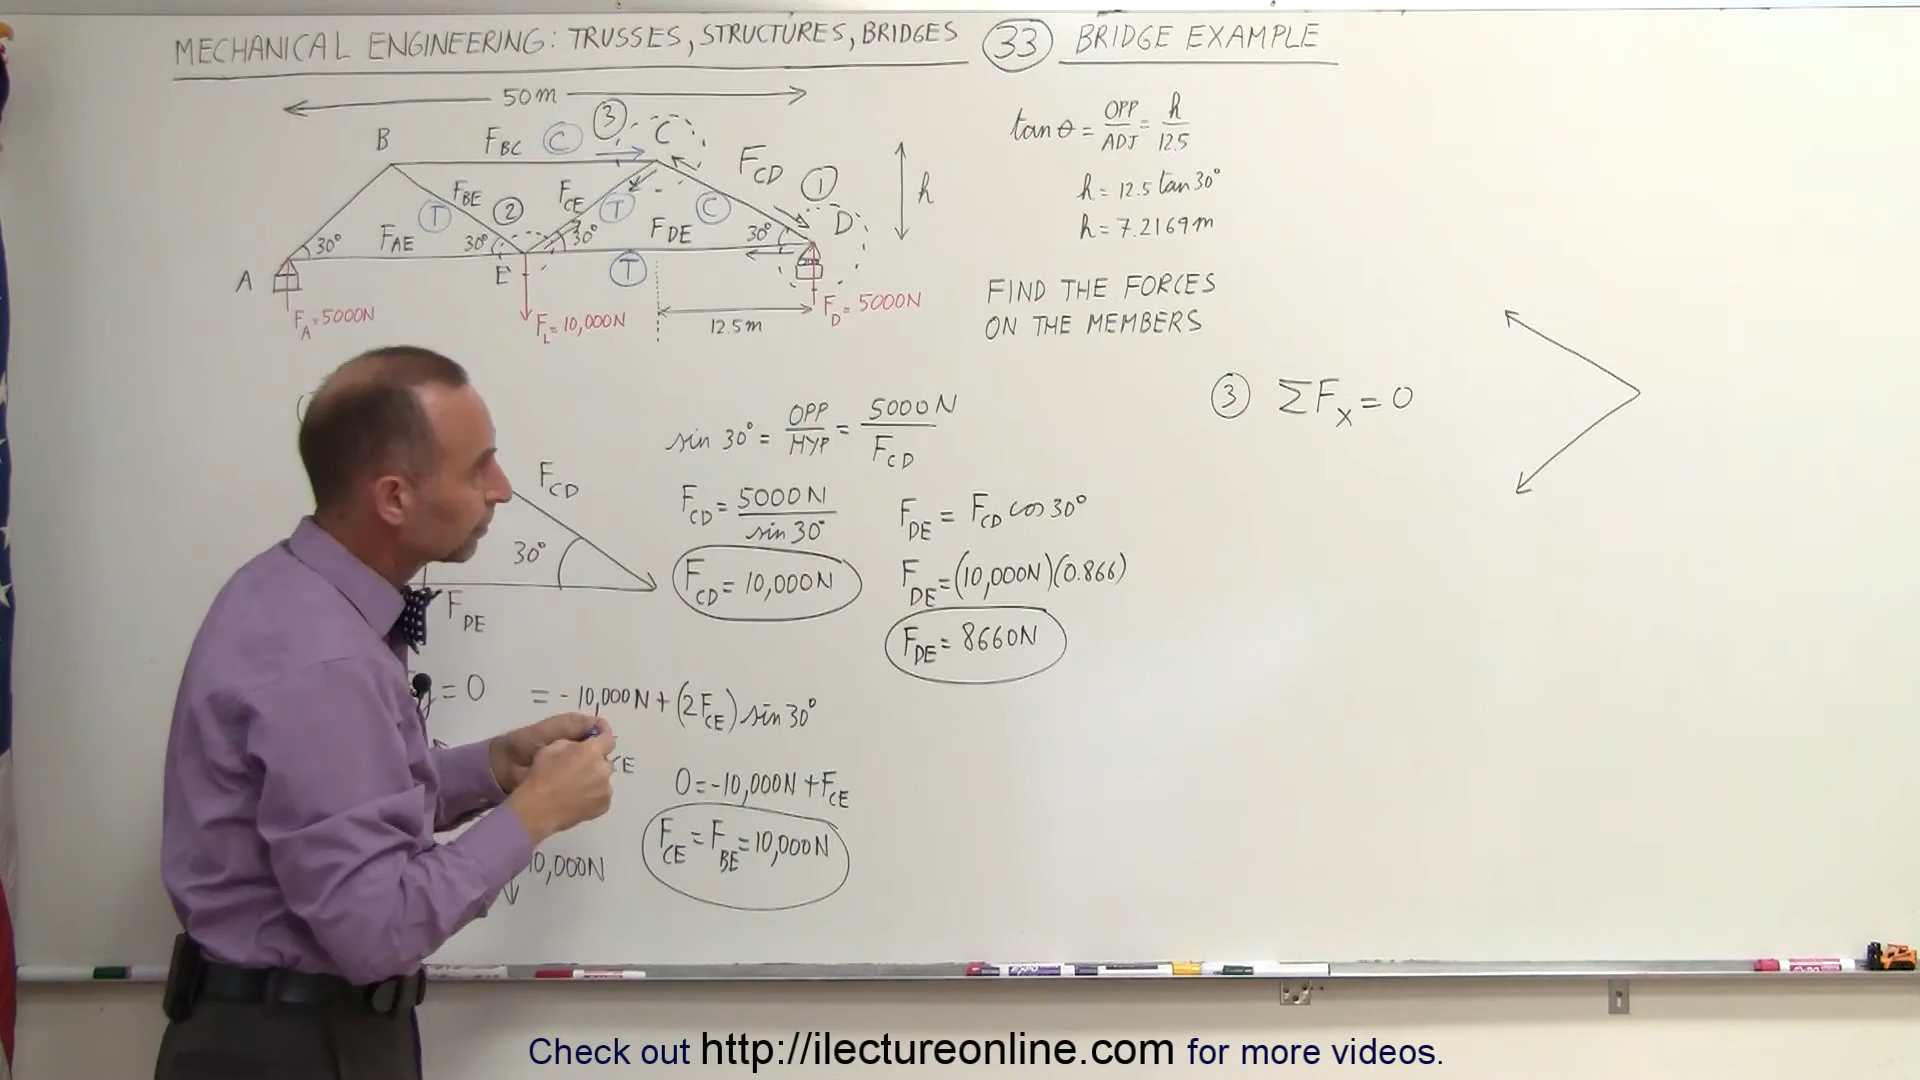 MECHANICAL ENGINEERING: TRUSSES, STRUCTURES, BRIDGES 33 BRIDGE EXAMPLE
50m
B F_BC C 3 C
F_CD 1
F_BE T 2 F_CE T C D h
A 30° F_AE 30° 30° F_DE 30°
E T
F_A = 5000N F_L = 10,000N 12.5m F_D = 5000N
tan θ = OPP/ADJ = h/12.5
h = 12.5 tan 30°
h = 7.2169m
FIND THE FORCES
ON THE MEMBERS
3 ΣF_x = 0
F_CD
30°
F_DE
sin 30° = OPP/HYP = 5000N/F_CD
F_CD = 5000N/sin 30°
F_CD = 10,000N
F_DE = F_CD cos 30°
F_DE = (10,000N)(0.866)
F_DE = 8660N
= 0 = -10,000N + (2F_CE) sin 30°
CE
0 = -10,000N + F_CE
F_CE = F_BE = 10,000N
10,000N
Check out http://ilectureonline.com for more videos.